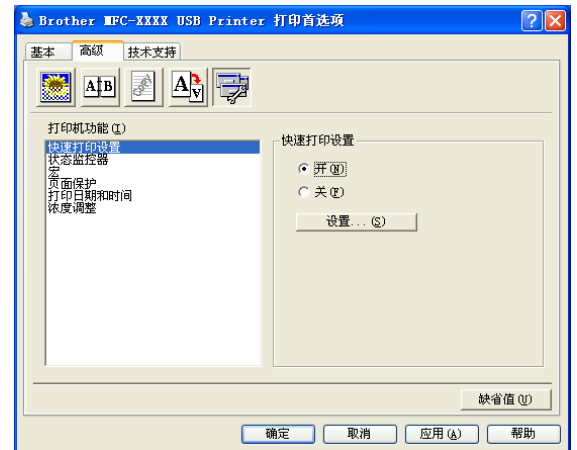 Brother MFC-XXXX USB Printer 打印首选项
基本 高级 技术支持
A B A A
打印机功能(I)
快速打印设置
状态监控器
宏
页面保护
打印日期和时间
浓度调整
快速打印设置
开(N)
关(F)
设置...(S)
缺省值(U)
确定 取消 应用(A) 帮助